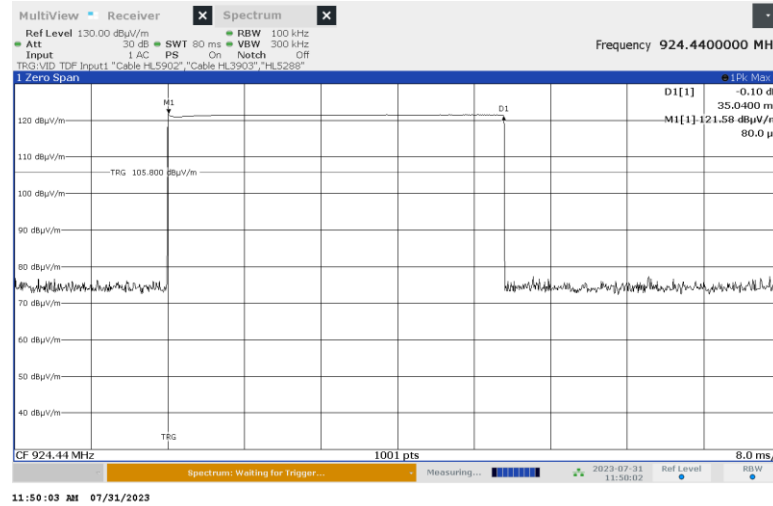 MultiView Receiver X Spectrum X
Ref Level 130.00 dBµV/m RBW 100 kHz
Att 30 dB SWT 80 ms VBW 300 kHz
Input 1 AC PS On Notch Off
Frequency 924.4400000 MH
TRG:VID TDF Input1 "Cable HL5902","Cable HL3903","HL5288"
1 Zero Span 1Pk Max
D1[1] -0.10 d
35.0400 m
M1[1] 121.58 dBµV/
80.0 µ
M1
D1
120 dBµV/m
110 dBµV/m
TRG 105.800 dBµV/m
100 dBµV/m
90 dBµV/m
80 dBµV/m
70 dBµV/m
60 dBµV/m
50 dBµV/m
40 dBµV/m
TRG
CF 924.44 MHz 1001 pts 8.0 ms/
Spectrum: Waiting for Trigger... Measuring... 2023-07-31 Ref Level RBW
11:50:02
11:50:03 AM 07/31/2023